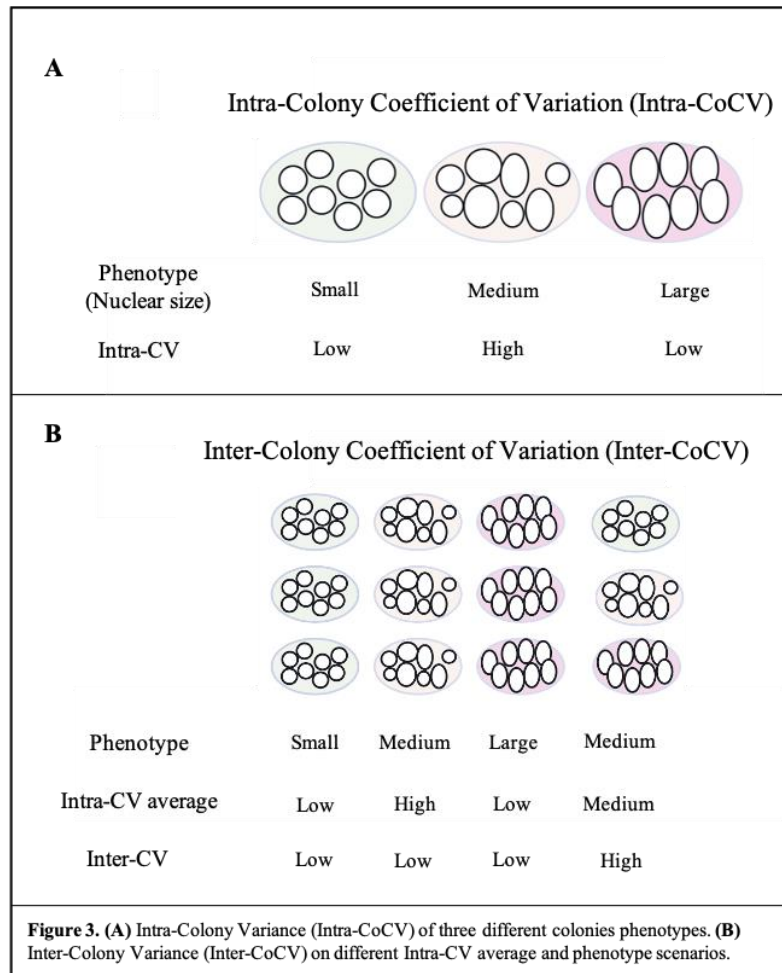 A
Intra-Colony Coefficient of Variation (Intra-CoCV)
Phenotype
(Nuclear size)
Small
Medium
Large
Intra-CV
Low
High
Low
B
Inter-Colony Coefficient of Variation (Inter-CoCV)
Phenotype
Small
Medium
Large
Medium
Intra-CV average
Low
High
Low
Medium
Inter-CV
Low
Low
Low
High
Figure 3. (A) Intra-Colony Variance (Intra-CoCV) of three different colonies phenotypes. (B)
Inter-Colony Variance (Inter-CoCV) on different Intra-CV average and phenotype scenarios.